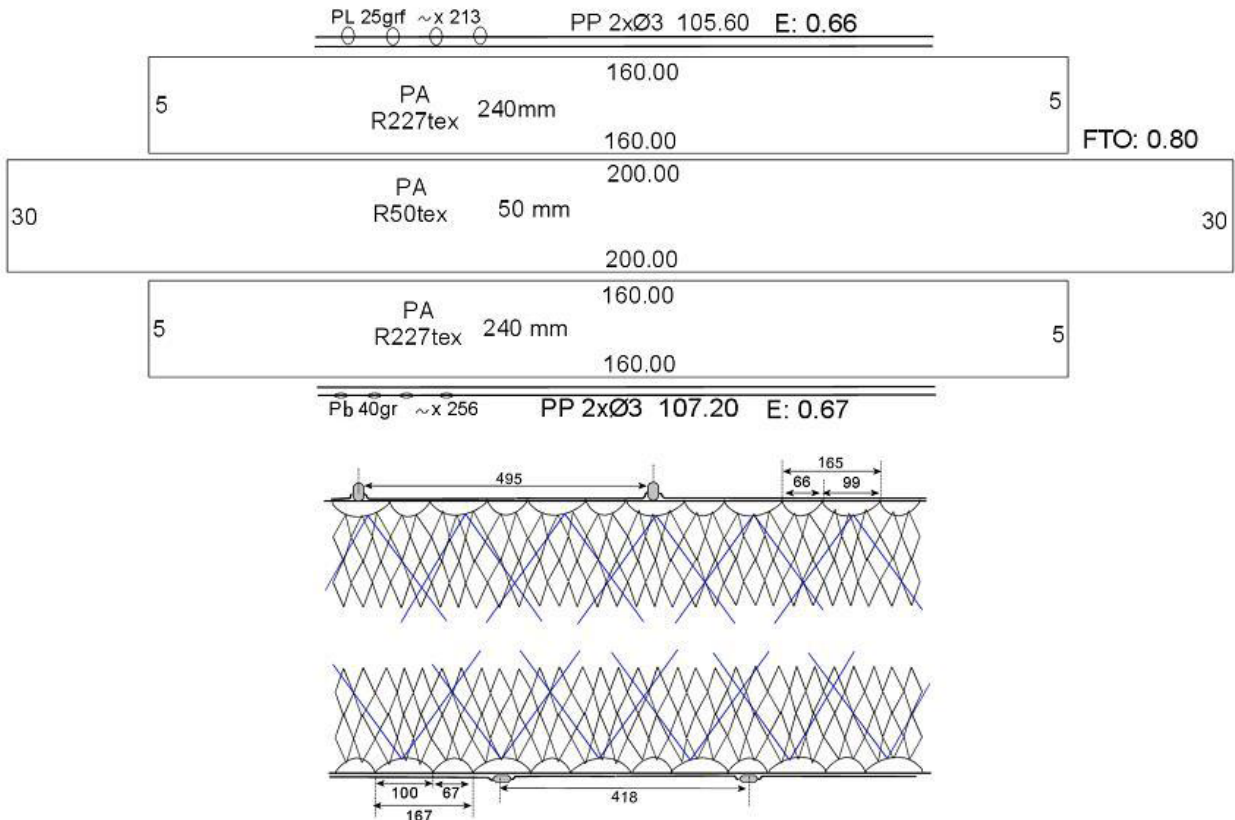 PL 25grf ~x 213 PP 2xØ3 105.60 E: 0.66
160.00
5 PA 240mm 5
R227tex
160.00 FTO: 0.80
200.00
PA
30 R50tex 50 mm 30
200.00
160.00
PA
5 R227tex 240 mm 5
160.00
Pb 40gr ~x 256 PP 2xØ3 107.20 E: 0.67
495 165
66 99
100 67 418
167